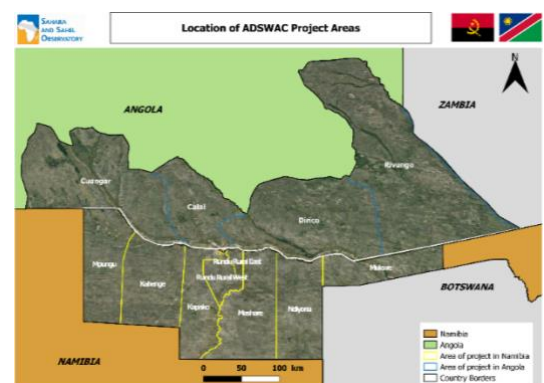 SAHARA
AND SAHEL
OBSERVATORY
Location of ADSWAC Project Areas
N
ANGOLA
ZAMBIA
Rivungo
Cuangar
Calai
Dirico
Rundu Rural East
Mpungu
Mukwe
Kahenge
Rundu Rural West
Kapako
Mashare
Ndiyona
BOTSWANA
NAMIBIA
0 50 100 km
Namibia
Angola
Area of project in Namibia
Area of project in Angola
Country Borders